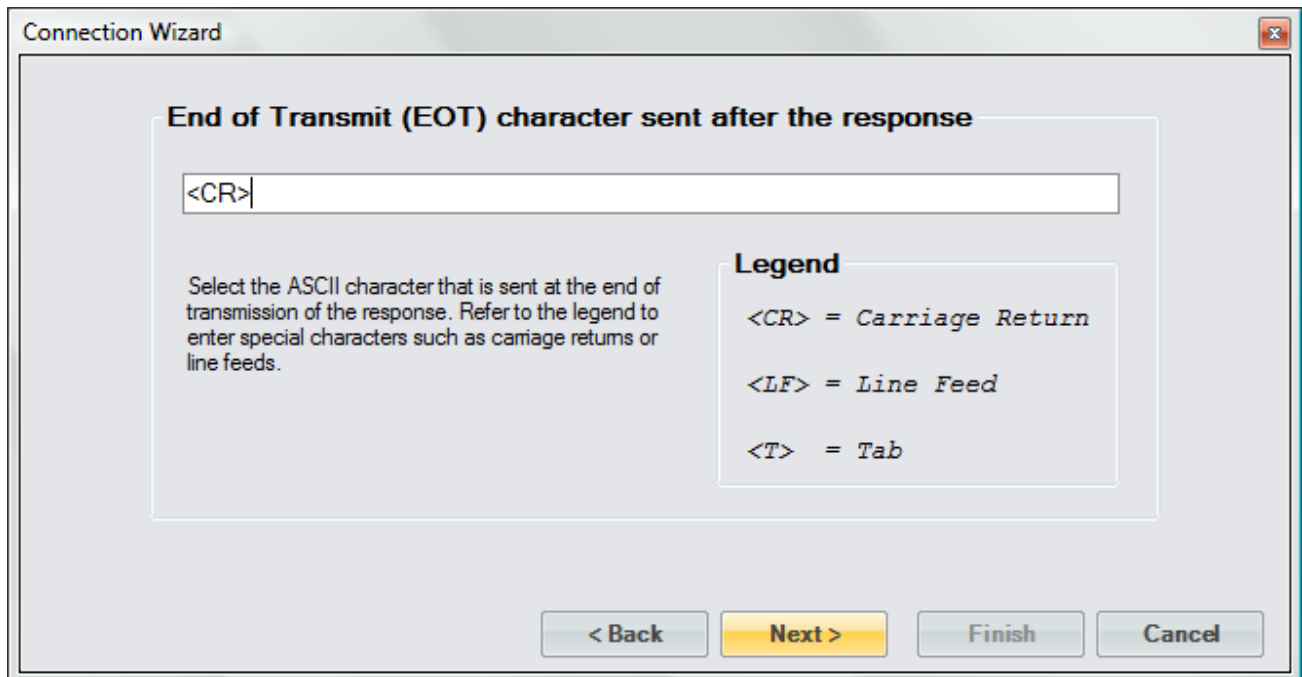 Connection Wizard
x
End of Transmit (EOT) character sent after the response
<CR>
Select the ASCII character that is sent at the end of
transmission of the response. Refer to the legend to
enter special characters such as carriage returns or
line feeds.
Legend
<CR> = Carriage Return
<LF> = Line Feed
<T>  = Tab
< Back
Next >
Finish
Cancel